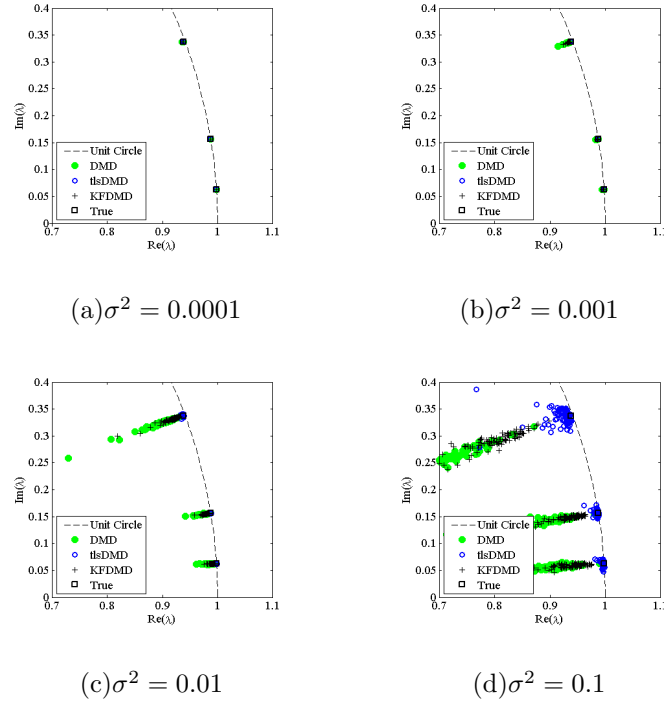 0.4
0.35
0.3
0.25
0.2
0.15
0.1
0.05
0
Im(λ)
Unit Circle
DMD
tlsDMD
KFDMD
True
0.7 0.8 0.9 1 1.1
Re(λ)
(a)σ² = 0.0001
0.4
0.35
0.3
0.25
0.2
0.15
0.1
0.05
0
Im(λ)
Unit Circle
DMD
tlsDMD
KFDMD
True
0.7 0.8 0.9 1 1.1
Re(λ)
(b)σ² = 0.001
0.4
0.35
0.3
0.25
0.2
0.15
0.1
0.05
0
Im(λ)
Unit Circle
DMD
tlsDMD
KFDMD
True
0.7 0.8 0.9 1 1.1
Re(λ)
(c)σ² = 0.01
0.4
0.35
0.3
0.25
0.2
0.15
0.1
0.05
0
Im(λ)
Unit Circle
DMD
tlsDMD
KFDMD
True
0.7 0.8 0.9 1 1.1
Re(λ)
(d)σ² = 0.1